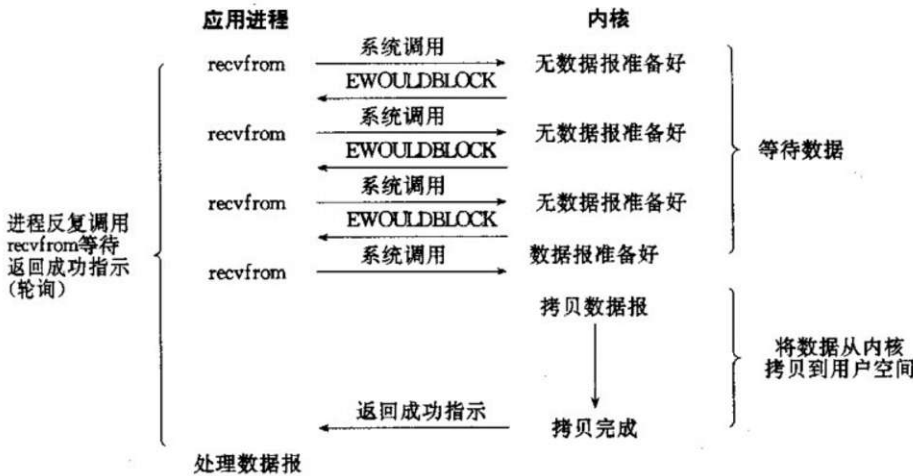 应用进程 内核
系统调用
recvfrom 无数据报准备好
EWOULDBLOCK
系统调用
recvfrom 无数据报准备好
EWOULDBLOCK
等待数据
系统调用
recvfrom 无数据报准备好
EWOULDBLOCK
系统调用 数据报准备好
recvfrom
进程反复调用
recvfrom等待
返回成功指示
(轮询)
拷贝数据报
将数据从内核
拷贝到用户空间
返回成功指示
拷贝完成
处理数据报